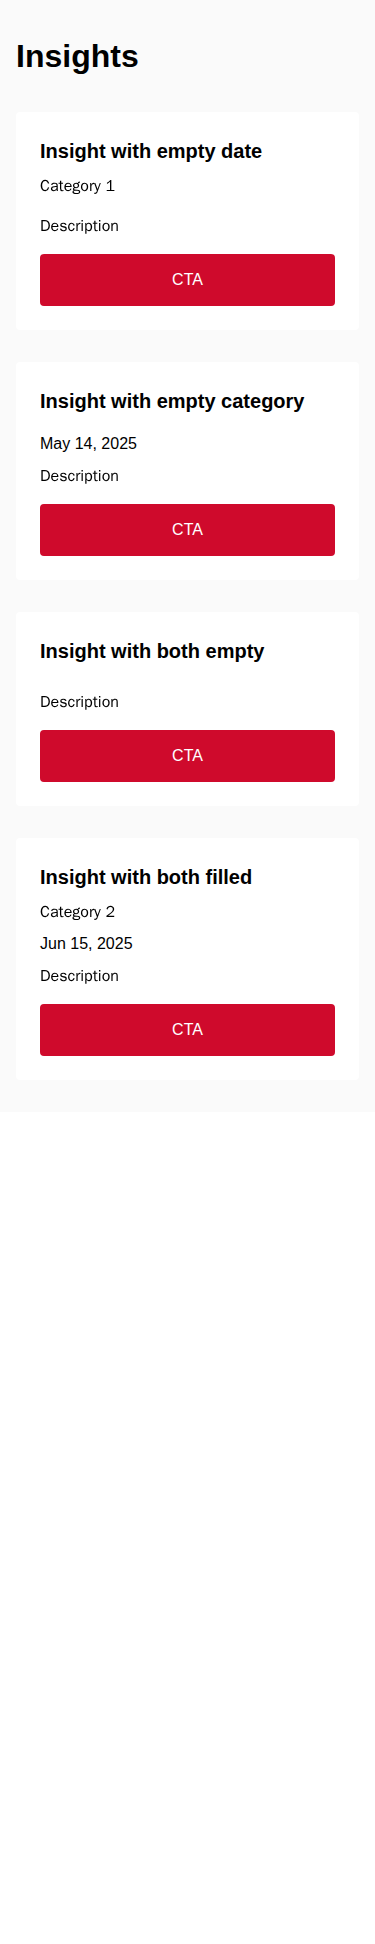 Insights
Insight with empty date
Category 1
Description
CTA
Insight with empty category
May 14, 2025
Description
CTA
Insight with both empty
Description
CTA
Insight with both filled
Category 2
Jun 15, 2025
Description
CTA